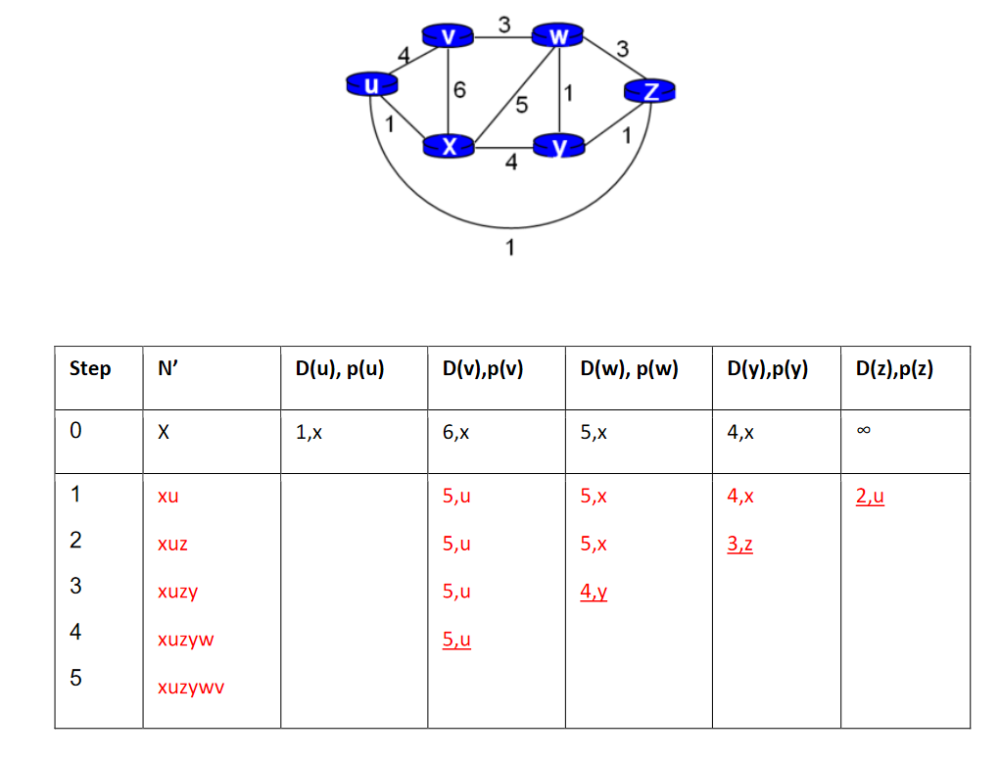 3
v w
4 3
u 6 5 1 z
1 1
x y
4
1
Step N’ D(u), p(u) D(v),p(v) D(w), p(w) D(y),p(y) D(z),p(z)
0 X 1,x 6,x 5,x 4,x ∞
1 xu 5,u 5,x 4,x 2,u
2 xuz 5,u 5,x 3,z
3 xuzy 5,u 4,y
4 xuzyw 5,u
5 xuzywv